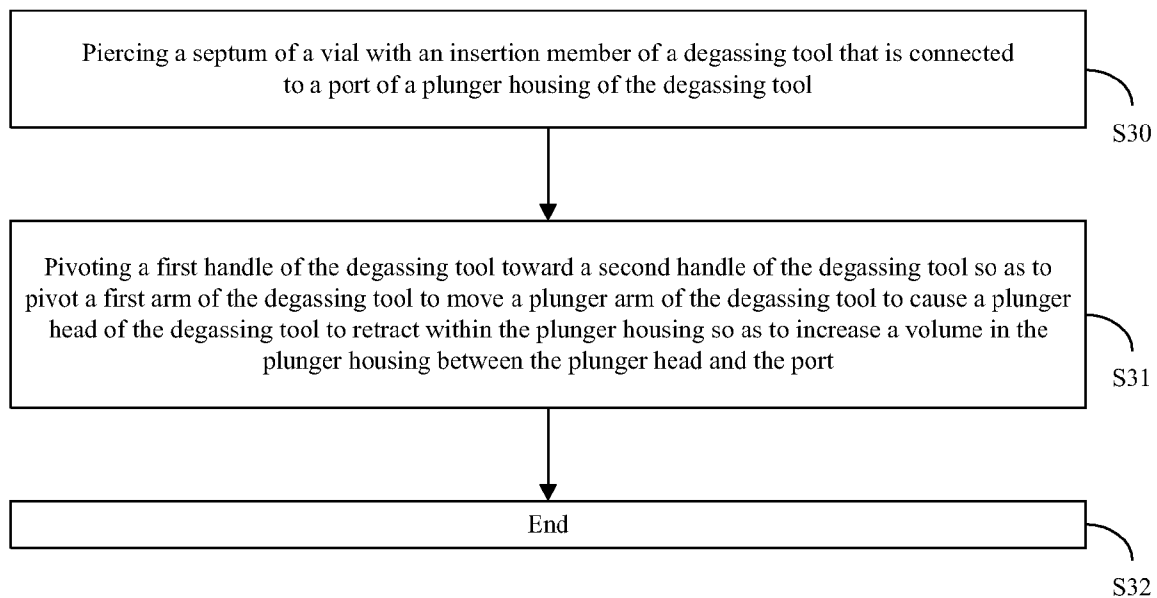 Piercing a septum of a vial with an insertion member of a degassing tool that is connected
to a port of a plunger housing of the degassing tool
S30
Pivoting a first handle of the degassing tool toward a second handle of the degassing tool so as to
pivot a first arm of the degassing tool to move a plunger arm of the degassing tool to cause a plunger
head of the degassing tool to retract within the plunger housing so as to increase a volume in the
plunger housing between the plunger head and the port
S31
End
S32